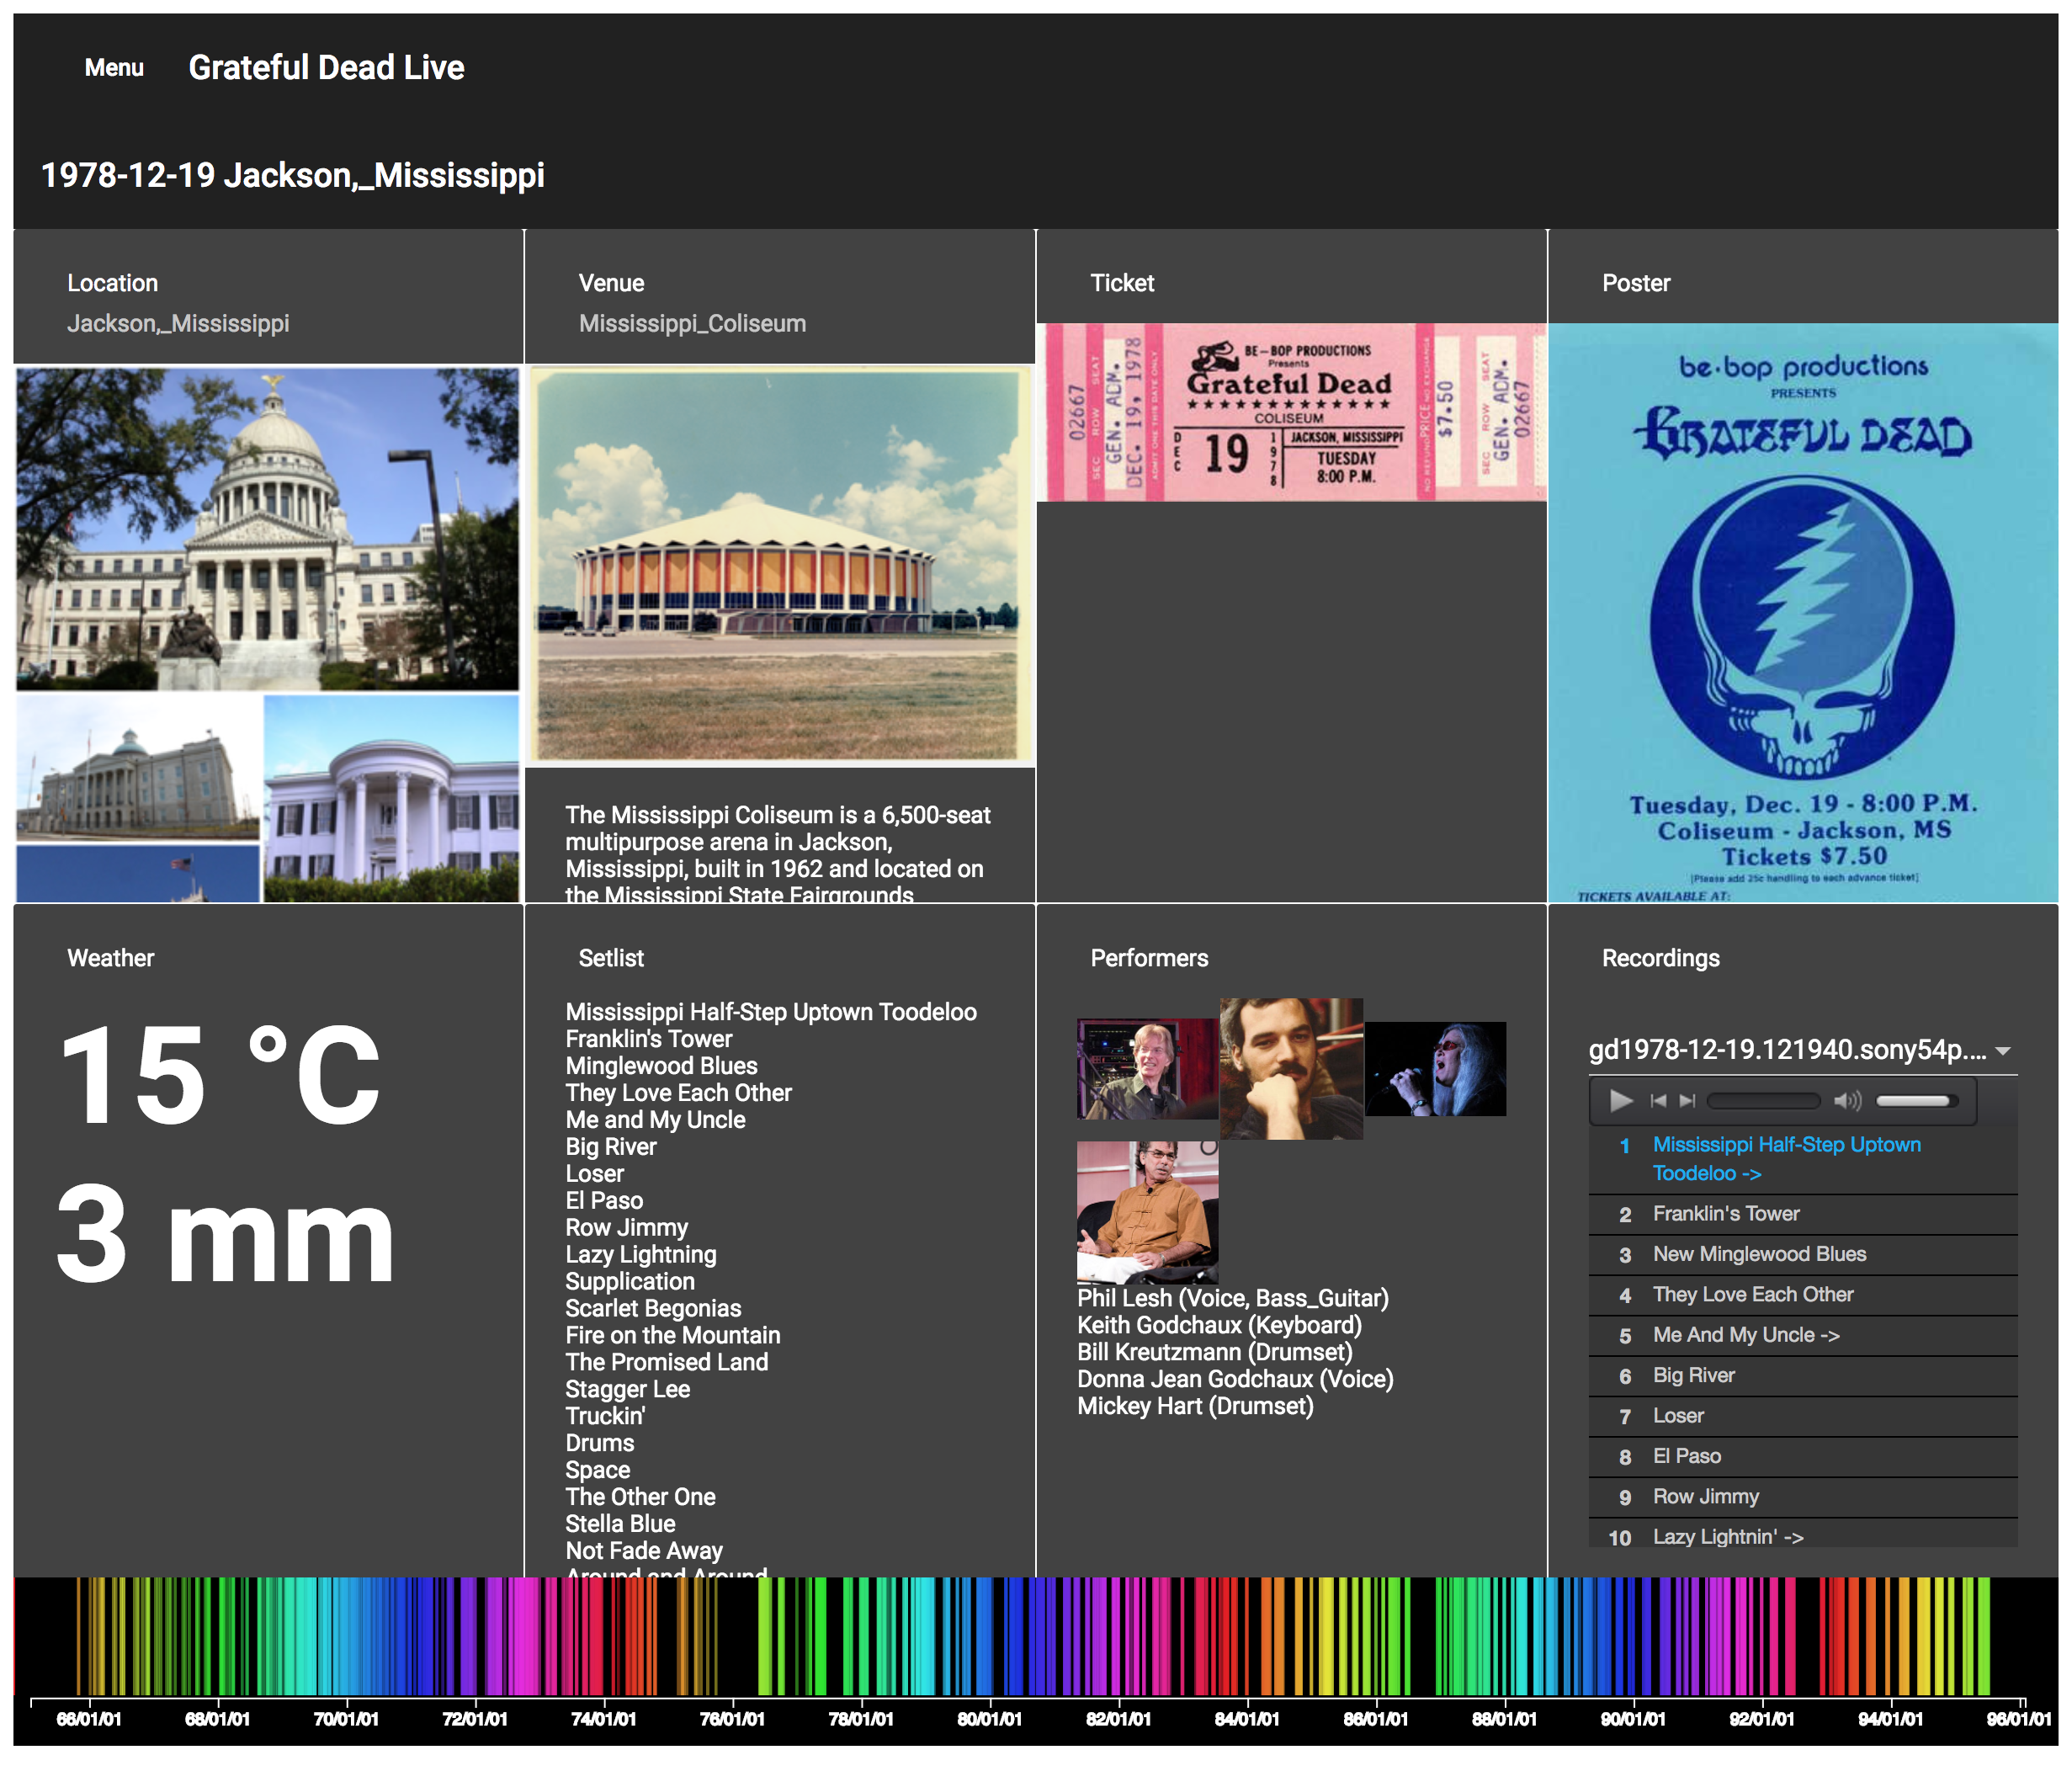 Menu
Grateful Dead Live
1978-12-19 Jackson,_Mississippi
Location
Jackson,_Mississippi
Venue
Mississippi_Coliseum
The Mississippi Coliseum is a 6,500-seat
multipurpose arena in Jackson,
Mississippi, built in 1962 and located on
the Mississippi State Fairgrounds
Ticket
02667
SEC ROW SEAT
GEN. ADM.
DEC. 19, 1978
ADMIT ONE THIS DATE ONLY
BE-BOP PRODUCTIONS
Presents
Grateful Dead
COLISEUM
DEC 19 1978
JACKSON, MISSISSIPPI
TUESDAY
8:00 P.M.
NO REFUND PRICE NO EXCHANGE
$7.50
SEC ROW SEAT
GEN. ADM.
02667
Poster
be·bop productions
PRESENTS
GRATEFUL DEAD
Tuesday, Dec. 19 - 8:00 P.M.
Coliseum - Jackson, MS
Tickets $7.50
[Please add 25c handling to each advance ticket]
TICKETS AVAILABLE AT:
Weather
15 °C
3 mm
Setlist
Mississippi Half-Step Uptown Toodeloo
Franklin's Tower
Minglewood Blues
They Love Each Other
Me and My Uncle
Big River
Loser
El Paso
Row Jimmy
Lazy Lightning
Supplication
Scarlet Begonias
Fire on the Mountain
The Promised Land
Stagger Lee
Truckin'
Drums
Space
The Other One
Stella Blue
Not Fade Away
Around and Around
Performers
Phil Lesh (Voice, Bass_Guitar)
Keith Godchaux (Keyboard)
Bill Kreutzmann (Drumset)
Donna Jean Godchaux (Voice)
Mickey Hart (Drumset)
Recordings
gd1978-12-19.121940.sony54p....
1 Mississippi Half-Step Uptown
Toodeloo ->
2 Franklin's Tower
3 New Minglewood Blues
4 They Love Each Other
5 Me And My Uncle ->
6 Big River
7 Loser
8 El Paso
9 Row Jimmy
10 Lazy Lightnin' ->
66/01/01 68/01/01 70/01/01 72/01/01 74/01/01 76/01/01 78/01/01 80/01/01 82/01/01 84/01/01 86/01/01 88/01/01 90/01/01 92/01/01 94/01/01 96/01/01